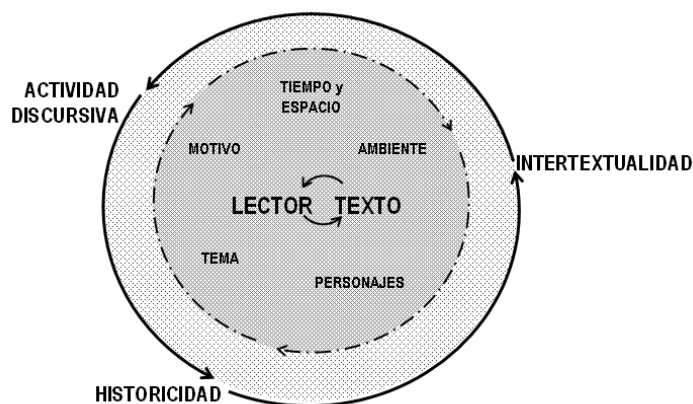 TIEMPO y
ESPACIO
ACTIVIDAD
DISCURSIVA
MOTIVO
AMBIENTE
INTERTEXTUALIDAD
LECTOR TEXTO
TEMA
PERSONAJES
HISTORICIDAD